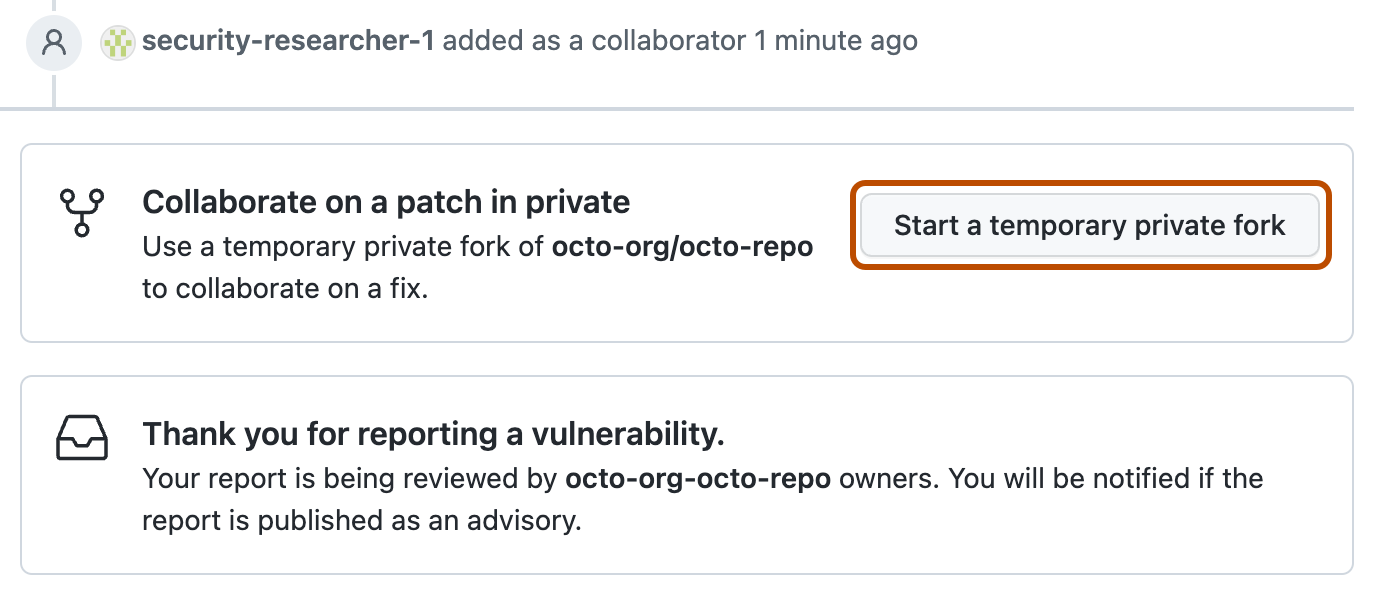 security-researcher-1 added as a collaborator 1 minute ago
Collaborate on a patch in private
Use a temporary private fork of octo-org/octo-repo
to collaborate on a fix.
Start a temporary private fork
Thank you for reporting a vulnerability.
Your report is being reviewed by octo-org-octo-repo owners. You will be notified if the
report is published as an advisory.